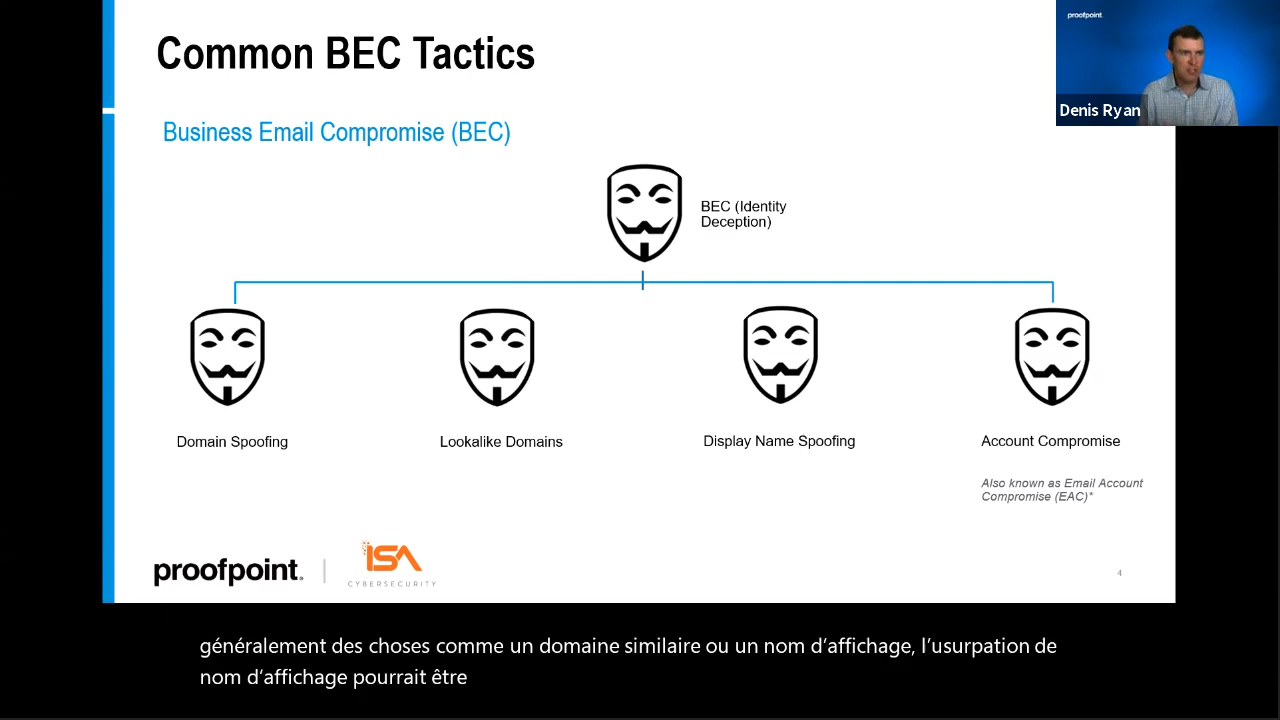 Common BEC Tactics
proofpoint.
Denis Ryan
Business Email Compromise (BEC)
BEC (Identity
Deception)
Domain Spoofing
Lookalike Domains
Display Name Spoofing
Account Compromise
Also known as Email Account
Compromise (EAC)*
proofpoint.
ISA
CYBERSECURITY
4
généralement des choses comme un domaine similaire ou un nom d'affichage, l'usurpation de
nom d'affichage pourrait être